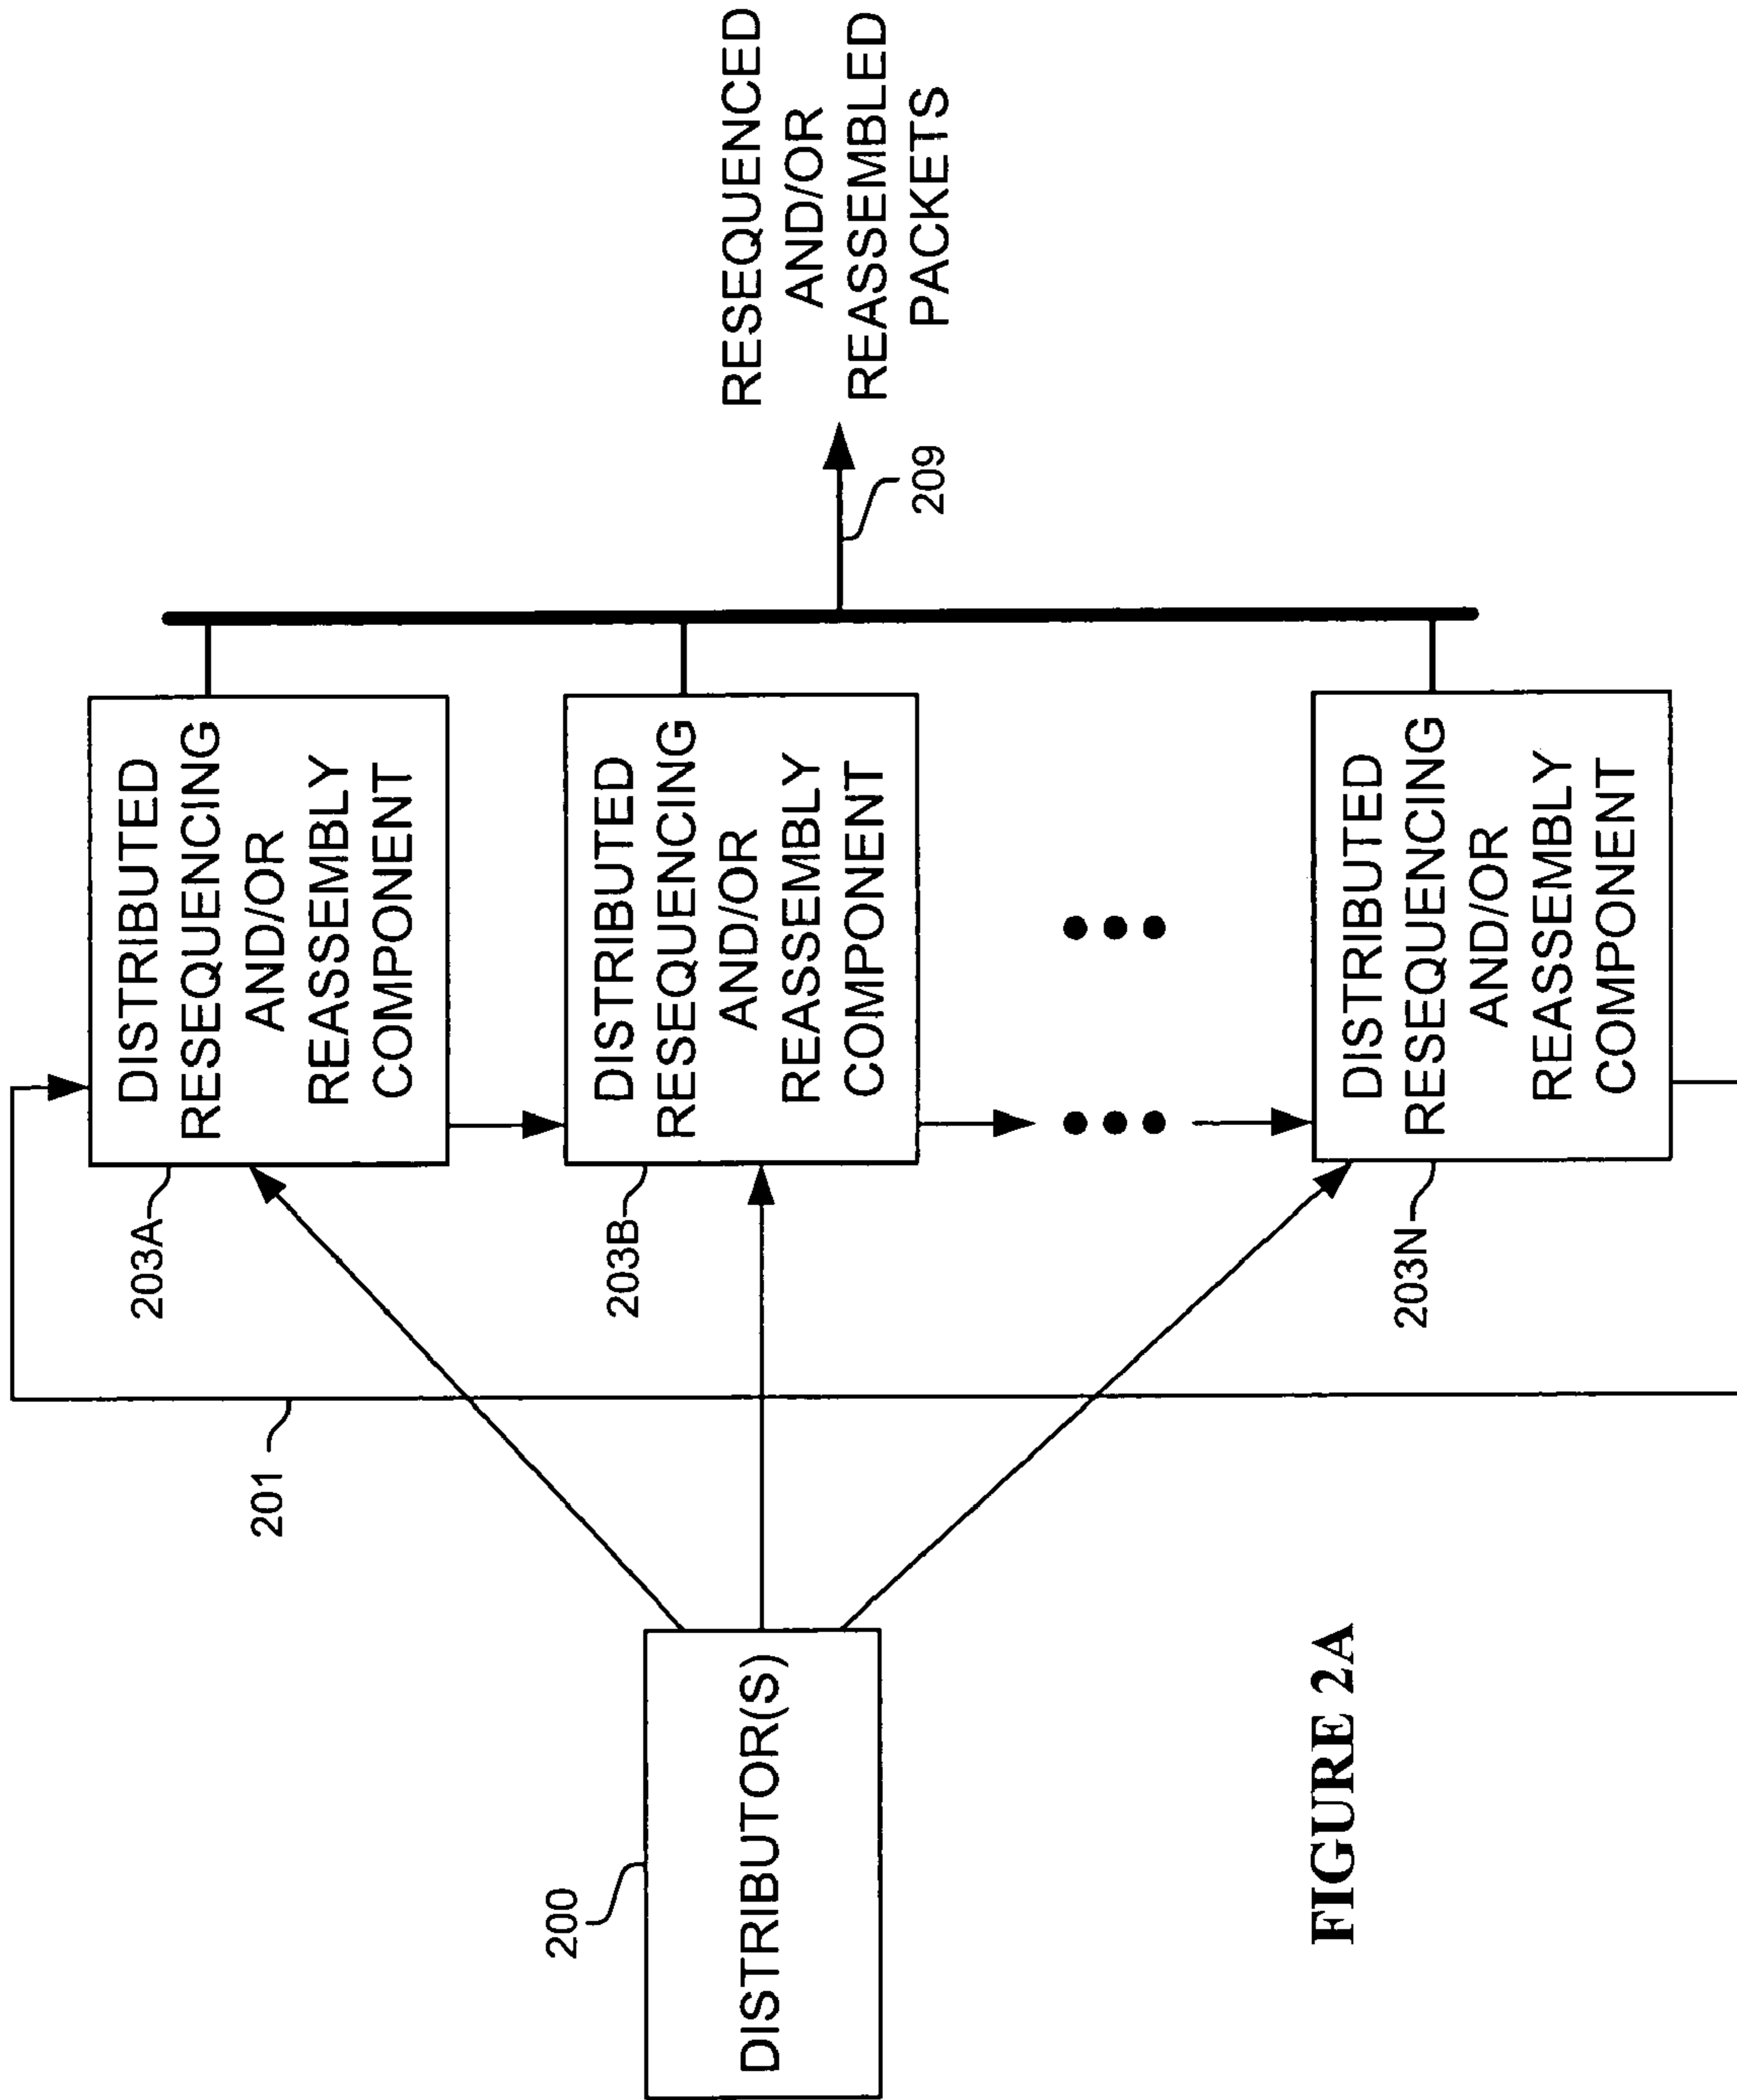 200
DISTRIBUTOR(S)
201
203A
DISTRIBUTED
RESEQUENCING
AND/OR
REASSEMBLY
COMPONENT
203B
DISTRIBUTED
RESEQUENCING
AND/OR
REASSEMBLY
COMPONENT
203N
DISTRIBUTED
RESEQUENCING
AND/OR
REASSEMBLY
COMPONENT
209
RESEQUENCED
AND/OR
REASSEMBLED
PACKETS
FIGURE 2A